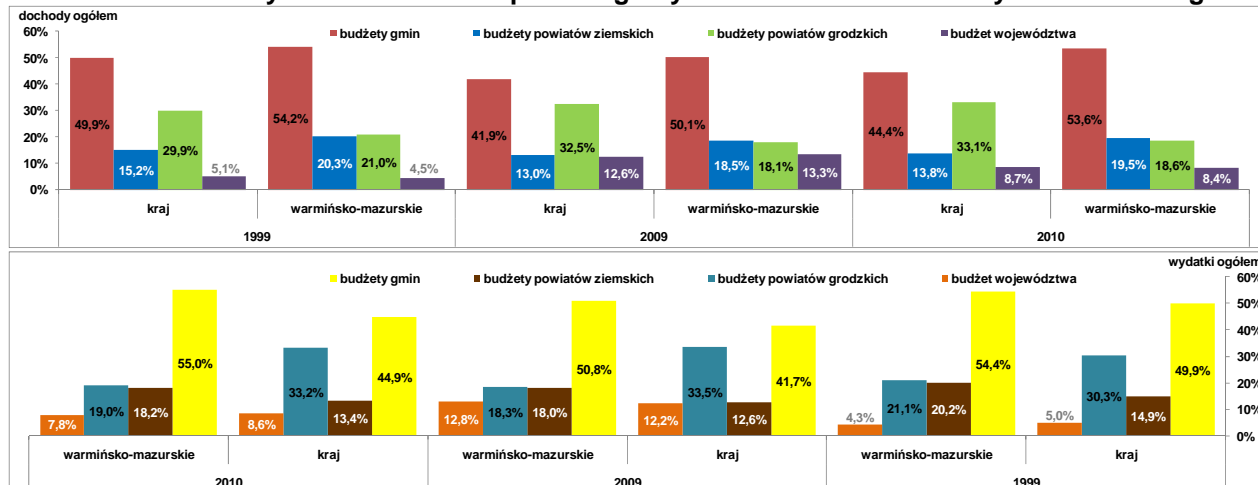 dochody ogółem
60%
50%
40%
30%
20%
10%
0%
budżety gmin budżety powiatów ziemskich budżety powiatów grodzkich budżet województwa
49,9% 15,2% 29,9% 5,1% 54,2% 20,3% 21,0% 4,5% 41,9% 13,0% 32,5% 12,6% 50,1% 18,5% 18,1% 13,3% 44,4% 13,8% 33,1% 8,7% 53,6% 19,5% 18,6% 8,4%
kraj warmińsko-mazurskie kraj warmińsko-mazurskie kraj warmińsko-mazurskie
1999 2009 2010
wydatki ogółem
budżety gmin budżety powiatów ziemskich budżety powiatów grodzkich budżet województwa
60%
50%
40%
30%
20%
10%
0%
7,8% 19,0% 18,2% 55,0% 8,6% 33,2% 13,4% 44,9% 12,8% 18,3% 18,0% 50,8% 12,2% 33,5% 12,6% 41,7% 4,3% 21,1% 20,2% 54,4% 5,0% 30,3% 14,9% 49,9%
warmińsko-mazurskie kraj warmińsko-mazurskie kraj warmińsko-mazurskie kraj
2010 2009 1999